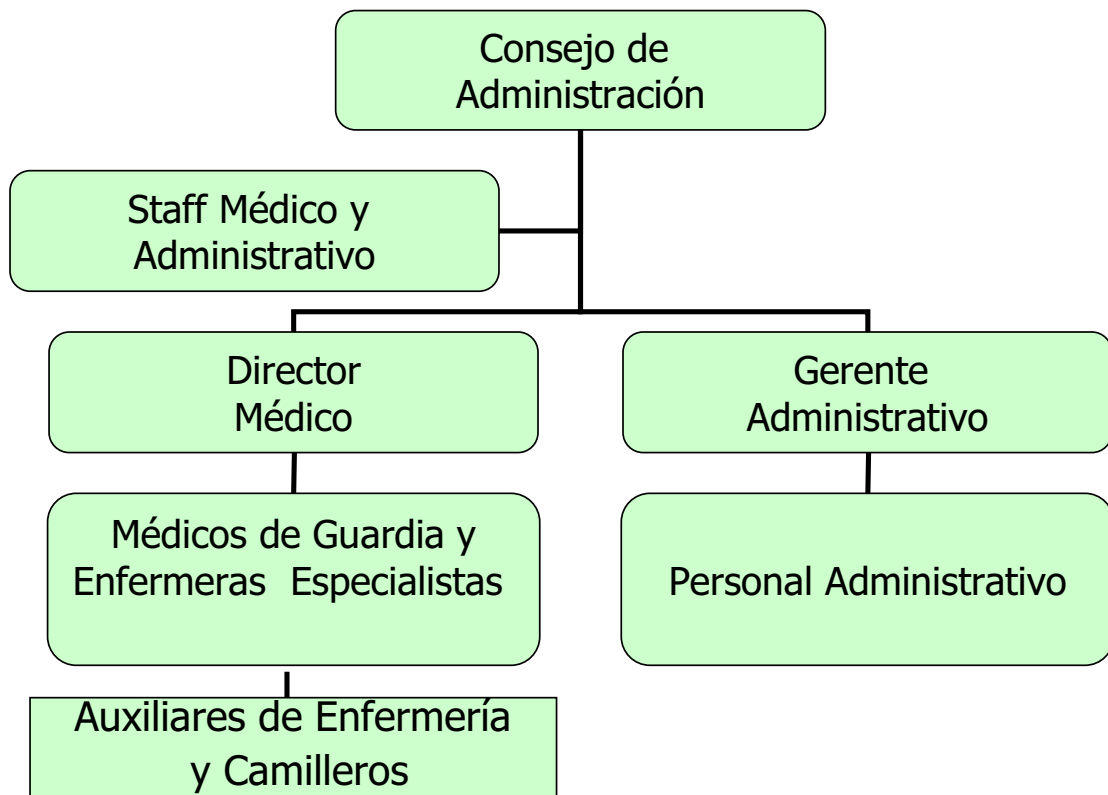 Consejo de
Administración
Staff Médico y
Administrativo
Director
Médico
Gerente
Administrativo
Médicos de Guardia y
Enfermeras Especialistas
Personal Administrativo
Auxiliares de Enfermería
y Camilleros